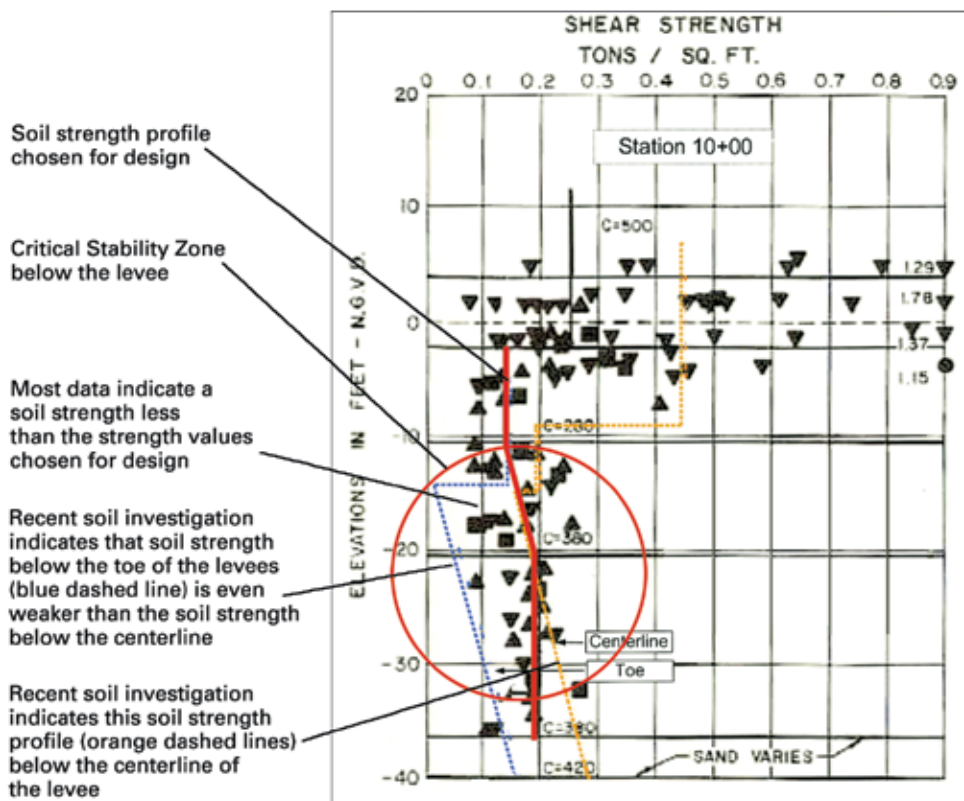 SHEAR STRENGTH
TONS / SQ. FT.
0 0.1 0.2 0.3 0.4 0.5 0.6 0.7 0.8 0.9
20
Soil strength profile
chosen for design
Station 10+00
10
C=500
Critical Stability Zone
below the levee
1.29
1.78
0
1.37
1.15
ELEVATIONS IN FEET - N.G.V.D.
Most data indicate a
soil strength less
than the strength values
chosen for design
-10
C=280
Recent soil investigation
indicates that soil strength
below the toe of the levees
(blue dashed line) is even
weaker than the soil strength
below the centerline
-20
C=380
Centerline
Toe
-30
Recent soil investigation
indicates this soil strength
profile (orange dashed lines)
below the centerline of
the levee
C=380
SAND VARIES
C=420
-40